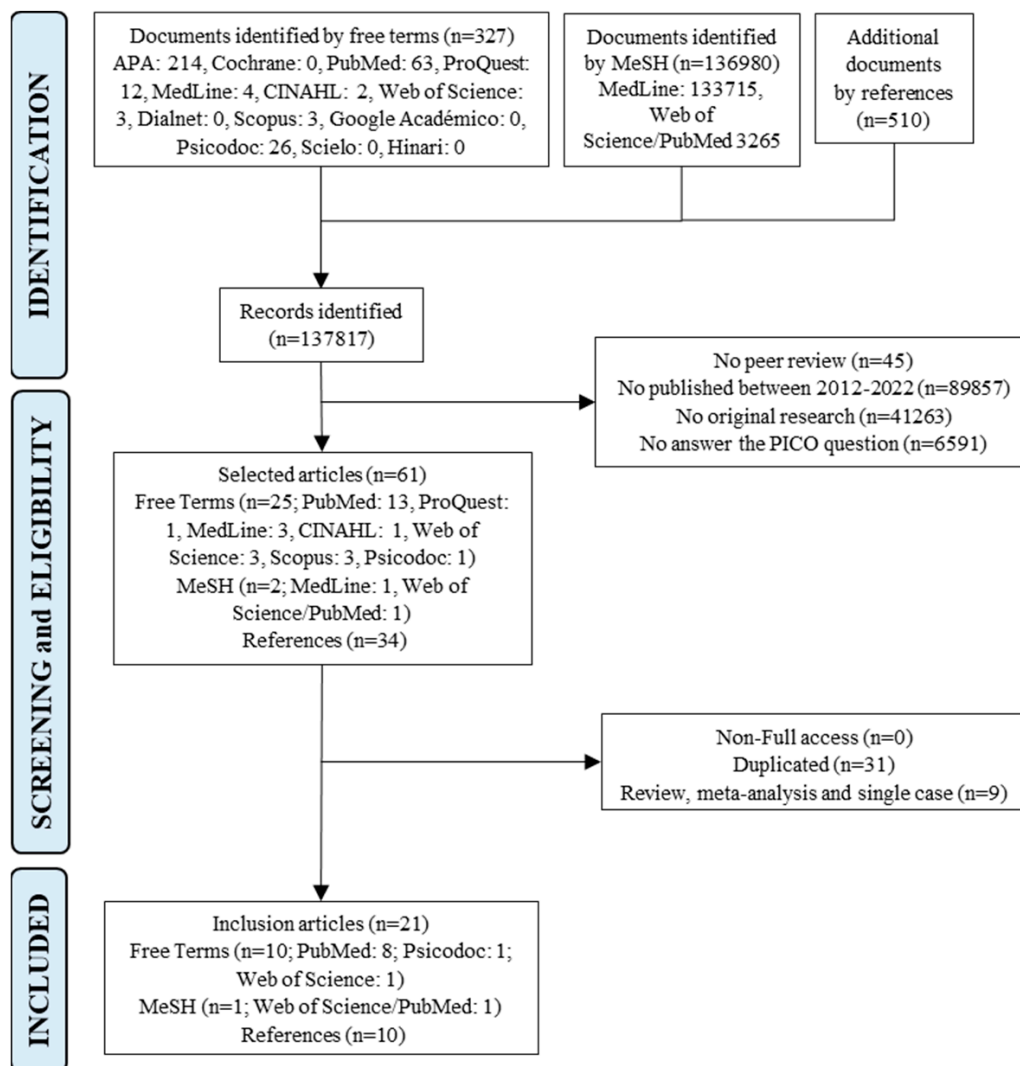 IDENTIFICATION
Documents identified by free terms (n=327)
APA: 214, Cochrane: 0, PubMed: 63, ProQuest:
12, MedLine: 4, CINAHL: 2, Web of Science:
3, Dialnet: 0, Scopus: 3, Google Académico: 0,
Psicodoc: 26, Scielo: 0, Hinari: 0
Documents identified
by MeSH (n=136980)
MedLine: 133715,
Web of
Science/PubMed 3265
Additional
documents
by references
(n=510)
Records identified
(n=137817)
SCREENING and ELIGIBILITY
No peer review (n=45)
No published between 2012-2022 (n=89857)
No original research (n=41263)
No answer the PICO question (n=6591)
Selected articles (n=61)
Free Terms (n=25; PubMed: 13, ProQuest:
1, MedLine: 3, CINAHL: 1, Web of
Science: 3, Scopus: 3, Psicodoc: 1)
MeSH (n=2; MedLine: 1, Web of
Science/PubMed: 1)
References (n=34)
Non-Full access (n=0)
Duplicated (n=31)
Review, meta-analysis and single case (n=9)
INCLUDED
Inclusion articles (n=21)
Free Terms (n=10; PubMed: 8; Psicodoc: 1;
Web of Science: 1)
MeSH (n=1; Web of Science/PubMed: 1)
References (n=10)